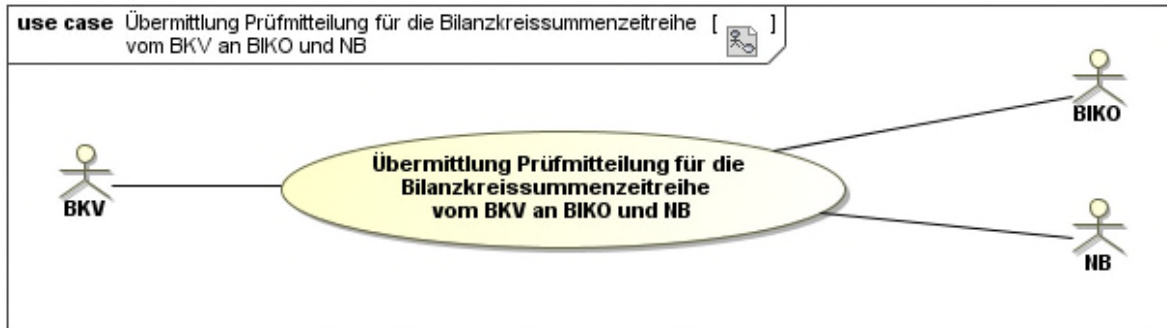 use case Übermittlung Prüfmitteilung für die Bilanzkreissummenzeitreihe [ ]
vom BKV an BIKO und NB
BIKO
Übermittlung Prüfmitteilung für die
Bilanzkreissummenzeitreihe
vom BKV an BIKO und NB
BKV
NB